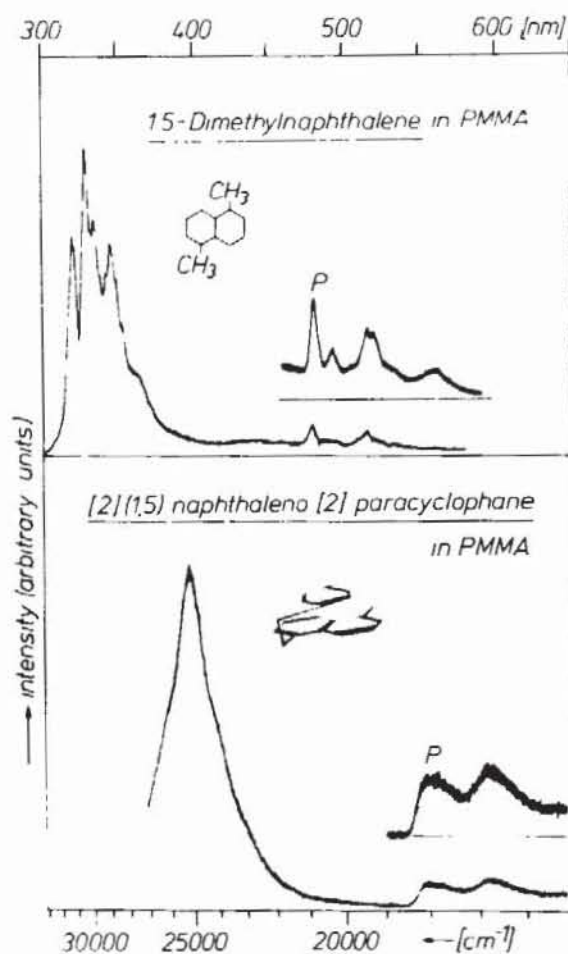 300 400 500 600 [nm]
1.5-Dimethylnaphthalene in PMMA
CH3
CH3
P
[2](1,5) naphthaleno [2] paracyclophane
in PMMA
P
intensity (arbitrary units)
30000 25000 20000 [cm-1]